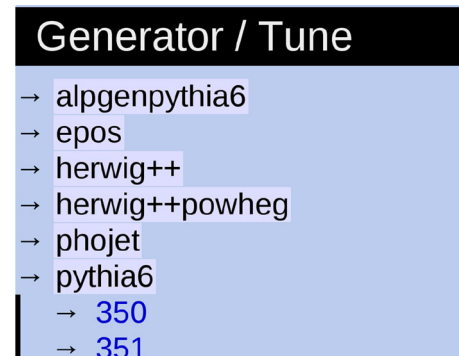 Generator / Tune
→ alpgenpythia6
→ epos
→ herwig++
→ herwig++powheg
→ phojet
→ pythia6
→ 350
→ 351